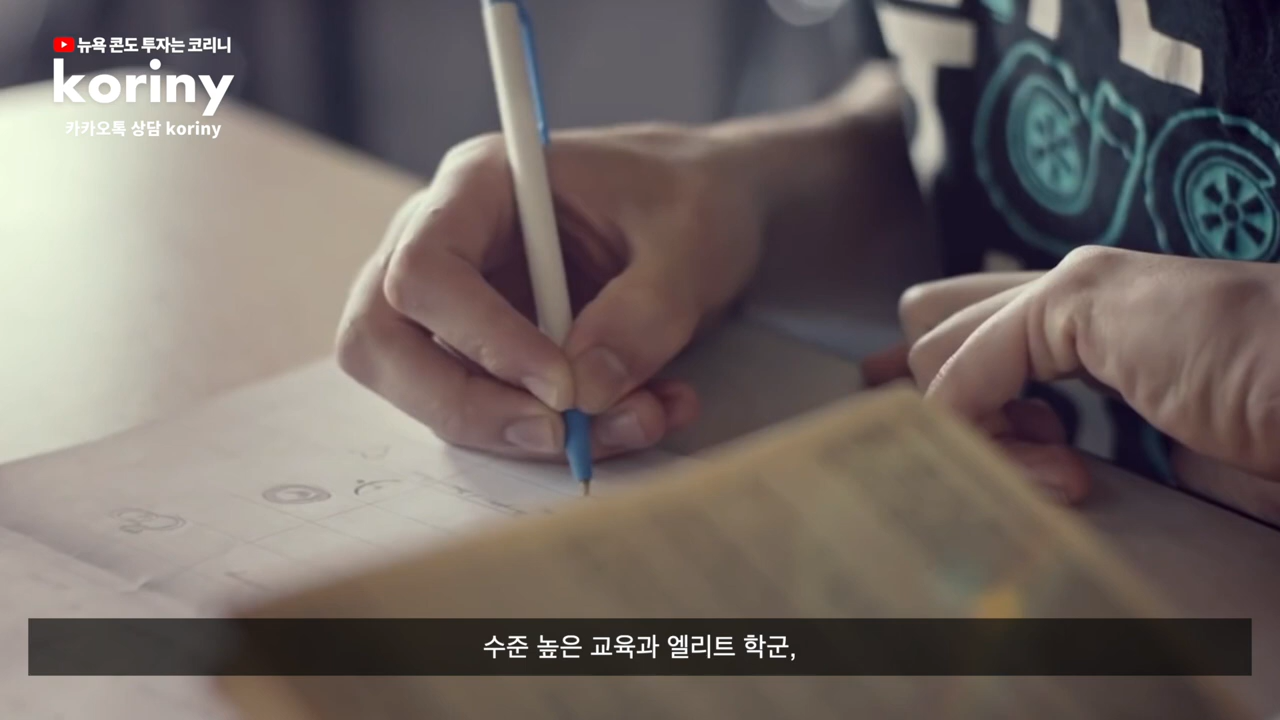 뉴욕 콘도 투자는 코리니
koriny
카카오톡 상담 koriny
수준 높은 교육과 엘리트 학군,